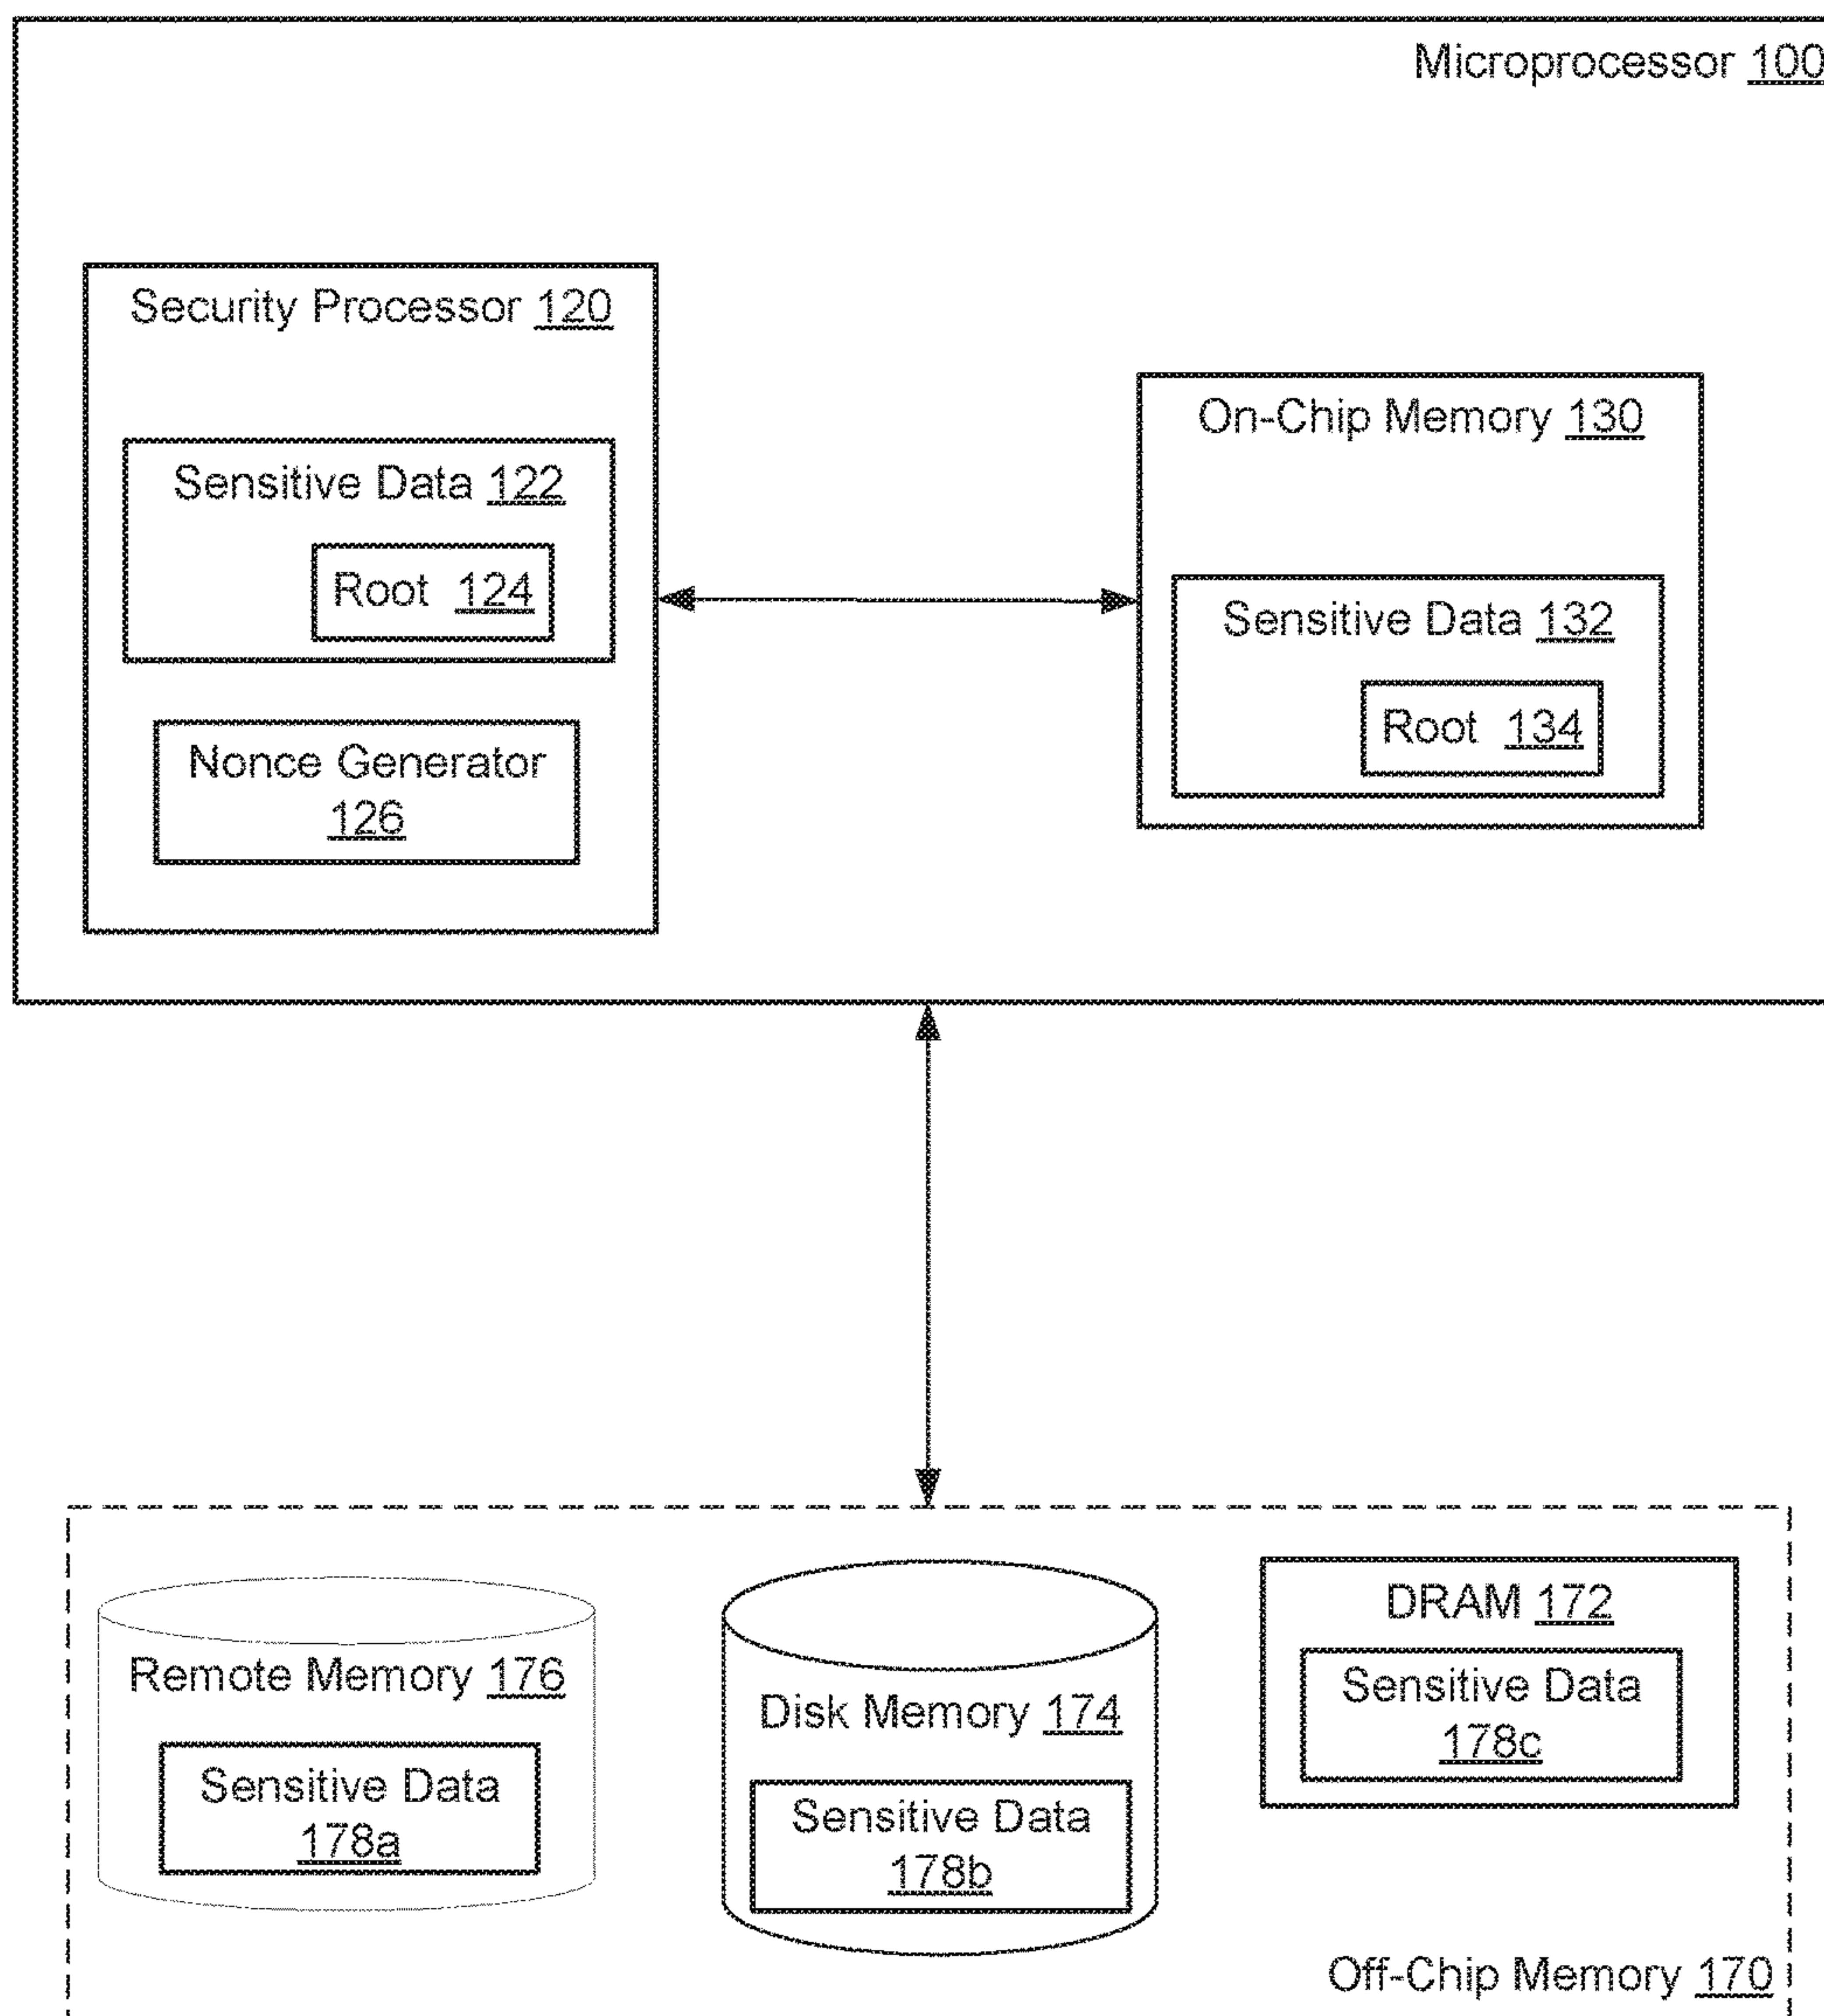 Microprocessor 100
Security Processor 120
Sensitive Data 122
Root 124
Nonce Generator
126
On-Chip Memory 130
Sensitive Data 132
Root 134
Remote Memory 176
Sensitive Data
178a
Disk Memory 174
Sensitive Data
178b
DRAM 172
Sensitive Data
178c
Off-Chip Memory 170